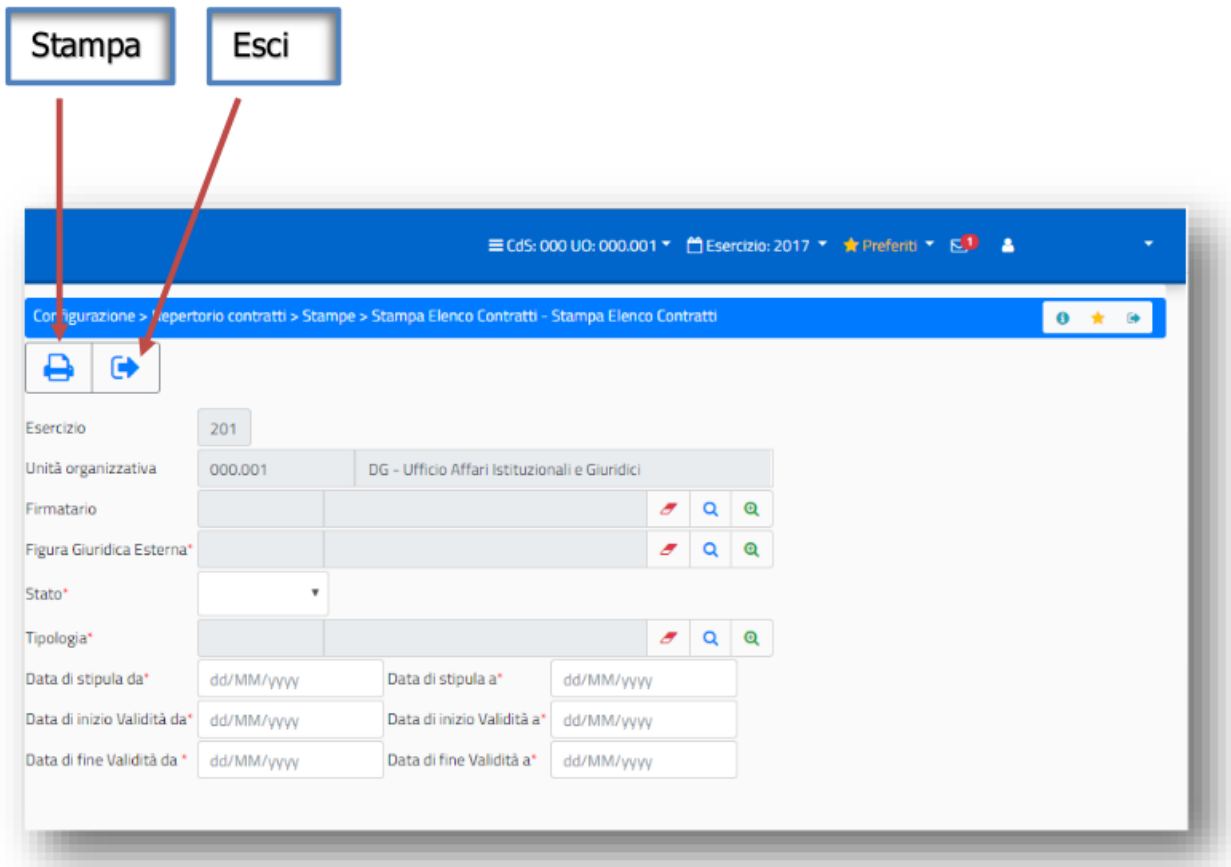 Stampa Esci
CdS: 000 UO: 000.001 Esercizio: 2017 Preferiti 1
Configurazione > Repertorio contratti > Stampe > Stampa Elenco Contratti - Stampa Elenco Contratti
Esercizio 201
Unità organizzativa 000.001 DG - Ufficio Affari Istituzionali e Giuridici
Firmatario
Figura Giuridica Esterna*
Stato*
Tipologia*
Data di stipula da* dd/MM/yyyy Data di stipula a* dd/MM/yyyy
Data di inizio Validità da* dd/MM/yyyy Data di inizio Validità a* dd/MM/yyyy
Data di fine Validità da * dd/MM/yyyy Data di fine Validità a* dd/MM/yyyy